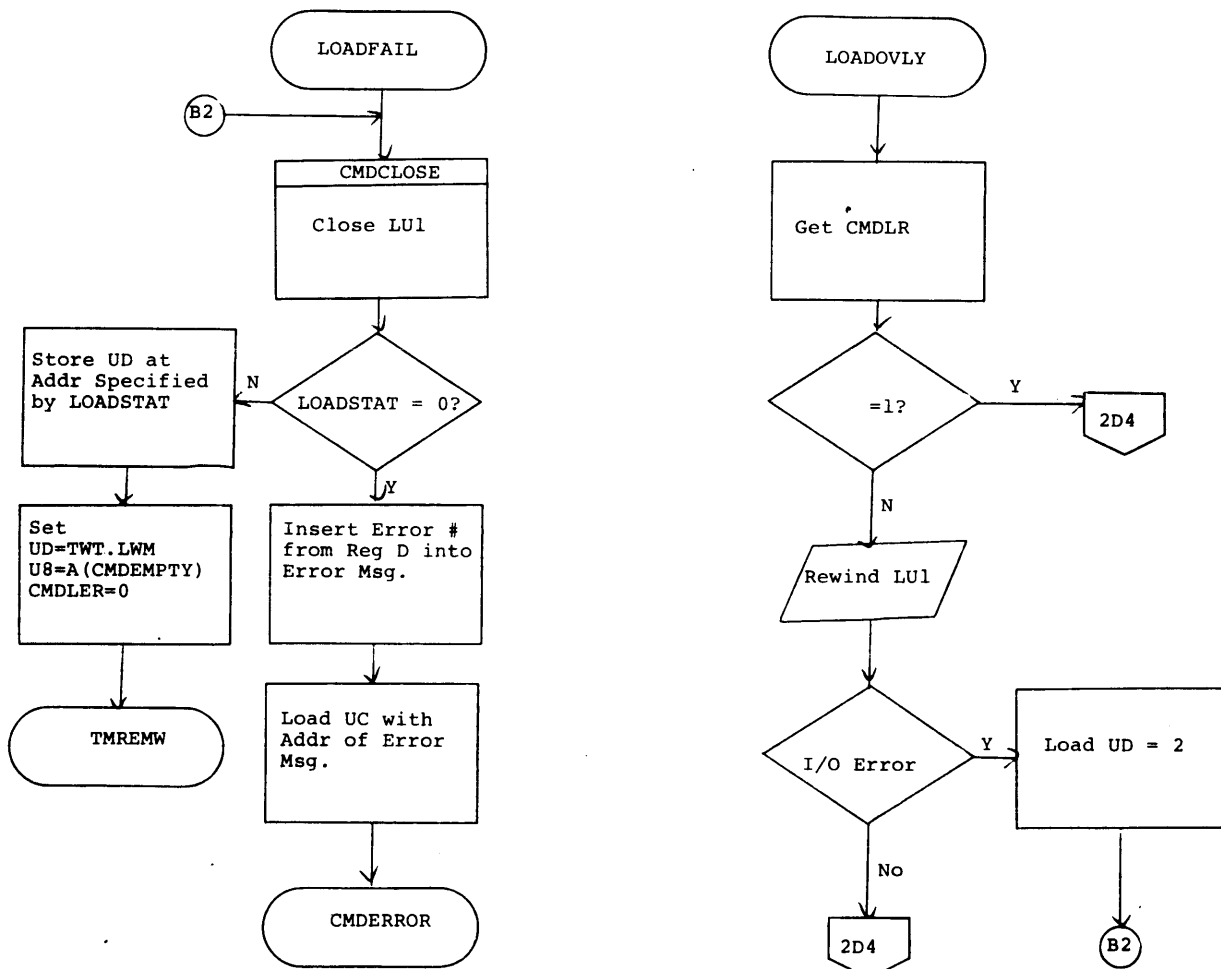 LOADFAIL
B2
CMDCLOSE
Close LU1
LOADSTAT = 0?
N
Y
Store UD at
Addr Specified
by LOADSTAT
Set
UD=TWT.LWM
U8=A(CMDEMPTY)
CMDLER=0
TMREMW
Insert Error #
from Reg D into
Error Msg.
Load UC with
Addr of Error
Msg.
CMDERROR
LOADOVLY
Get CMDLR
=1?
Y
2D4
N
Rewind LU1
I/O Error
Y
Load UD = 2
B2
No
2D4